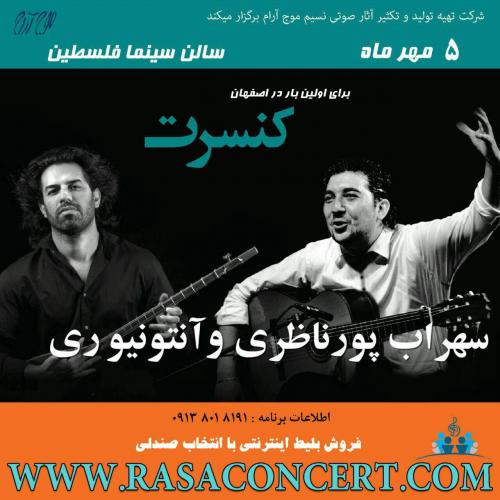 شرکت تهیه تولید و تکثیر آثار صوتی نسیم موج آرام برگزار میکند
۵ مهر ماه
سالن سینما فلسطین
برای اولین بار در اصفهان
کنسرت
سهراب پورناظری وآنتونیو ری
اطلاعات برنامه : ۸۱۹۱ ۸۰۱ ۰۹۱۳
فروش بلیط اینترنتی با انتخاب صندلی
WWW.RASACONCERT.COM